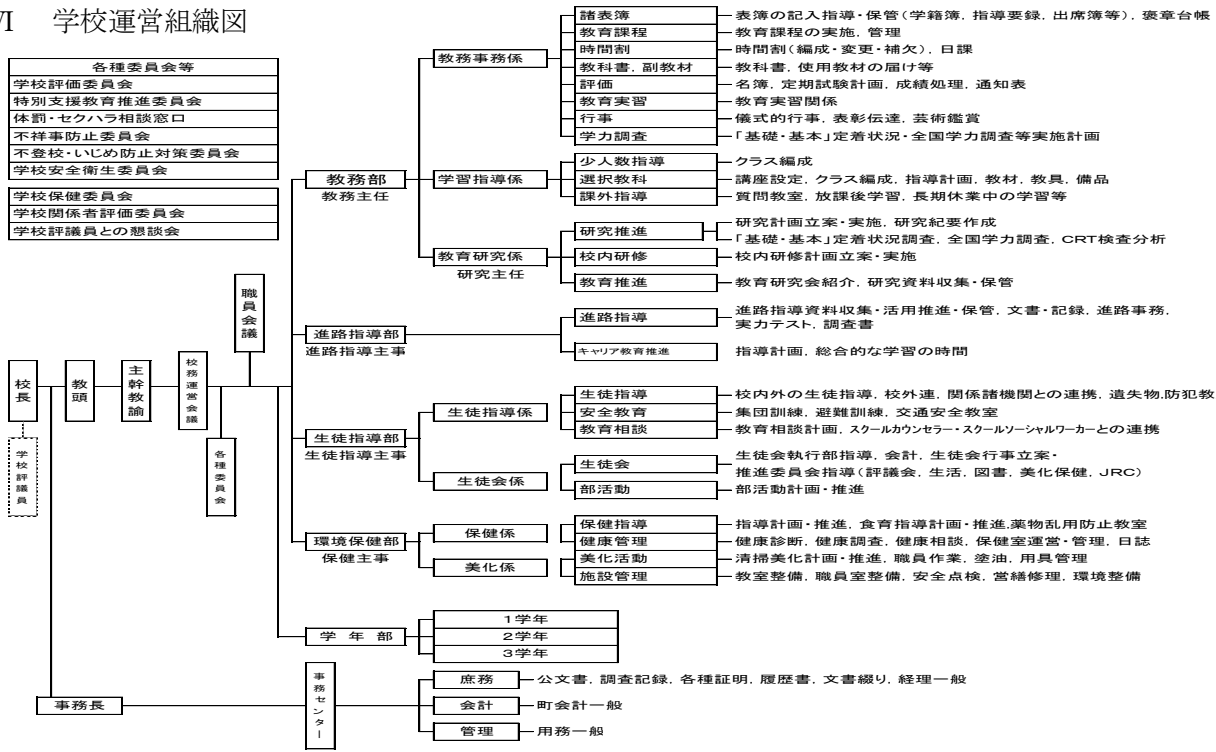 Ⅵ 学校運営組織図
各種委員会等
学校評価委員会
特別支援教育推進委員会
体罰・セクハラ相談窓口
不祥事防止委員会
不登校・いじめ防止対策委員会
学校安全衛生委員会
学校保健委員会
学校関係者評価委員会
学校評議員との懇談会
校長
学校評議員
教頭
主幹教諭
校務運営会議
職員会議
各種委員会
教務部
教務主任
教務事務係
諸表簿 表簿の記入指導・保管(学籍簿, 指導要録, 出席簿等), 褒章台帳
教育課程 教育課程の実施, 管理
時間割 時間割(編成・変更・補欠), 日課
教科書, 副教材 教科書, 使用教材の届け等
評価 名簿, 定期試験計画, 成績処理, 通知表
教育実習 教育実習関係
行事 儀式的行事, 表彰伝達, 芸術鑑賞
学力調査 「基礎・基本」定着状況・全国学力調査等実施計画
学習指導係
少人数指導 クラス編成
選択教科 講座設定, クラス編成, 指導計画, 教材, 教具, 備品
課外指導 質問教室, 放課後学習, 長期休業中の学習等
教育研究係
研究主任
研究推進 研究計画立案・実施, 研究紀要作成
「基礎・基本」定着状況調査, 全国学力調査, CRT検査分析
校内研修 校内研修計画立案・実施
教育推進 教育研究会紹介, 研究資料収集・保管
進路指導部
進路指導主事
進路指導 進路指導資料収集・活用推進・保管, 文書・記録, 進路事務,
実力テスト, 調査書
キャリア教育推進 指導計画, 総合的な学習の時間
生徒指導部
生徒指導主事
生徒指導係
生徒指導 校内外の生徒指導, 校外連, 関係諸機関との連携, 遺失物,防犯教
安全教育 集団訓練, 避難訓練, 交通安全教室
教育相談 教育相談計画, スクールカウンセラー・スクールソーシャルワーカーとの連携
生徒会係
生徒会 生徒会執行部指導, 会計, 生徒会行事立案・
推進委員会指導(評議会, 生活, 図書, 美化保健, JRC)
部活動 部活動計画・推進
環境保健部
保健主事
保健係
保健指導 指導計画・推進, 食育指導計画・推進,薬物乱用防止教室
健康管理 健康診断, 健康調査, 健康相談, 保健室運営・管理, 日誌
美化係
美化活動 清掃美化計画・推進, 職員作業, 塗油, 用具管理
施設管理 教室整備, 職員室整備, 安全点検, 営繕修理, 環境整備
学年部
1学年
2学年
3学年
事務長
事務センター
庶務 公文書, 調査記録, 各種証明, 履歴書, 文書綴り, 経理一般
会計 町会計一般
管理 用務一般